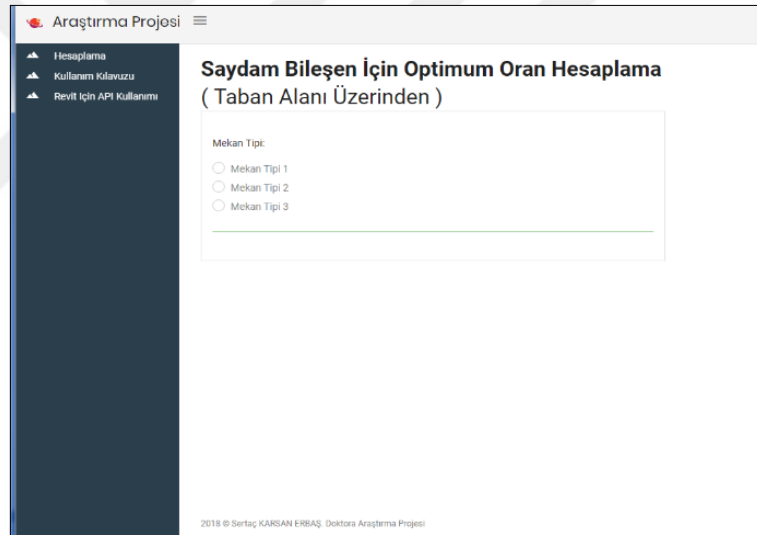 Araştırma Projesi
Hesaplama
Kullanım Kılavuzu
Revit İçin API Kullanımı
Saydam Bileşen İçin Optimum Oran Hesaplama
( Taban Alanı Üzerinden )
Mekan Tipi:
Mekan Tipi 1
Mekan Tipi 2
Mekan Tipi 3
2018 © Sertaç KARSAN ERBAŞ. Doktora Araştırma Projesi